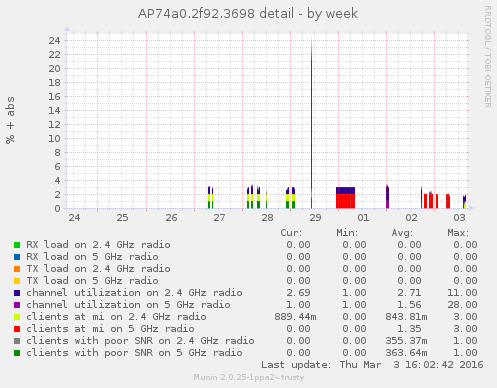 AP74a0.2f92.3698 detail - by week
RRDTOOL / TOBI OETIKER
% + abs
24
22
20
18
16
14
12
10
8
6
4
2
0
24 25 26 27 28 29 01 02 03
Cur: Min: Avg: Max:
RX load on 2.4 GHz radio 0.00 0.00 0.00 0.00
RX load on 5 GHz radio 0.00 0.00 0.00 0.00
TX load on 2.4 GHz radio 0.00 0.00 0.00 0.00
TX load on 5 GHz radio 0.00 0.00 0.00 0.00
channel utilization on 2.4 GHz radio 2.69 1.00 2.71 11.00
channel utilization on 5 GHz radio 1.00 1.00 1.56 28.00
clients at mi on 2.4 GHz radio 889.44m 0.00 843.81m 3.00
clients at mi on 5 GHz radio 0.00 0.00 1.35 3.00
clients with poor SNR on 2.4 GHz radio 0.00 0.00 355.37m 1.00
clients with poor SNR on 5 GHz radio 0.00 0.00 363.64m 1.00
Last update: Thu Mar 3 16:02:42 2016
Munin 2.0.25-1ppa2~trusty